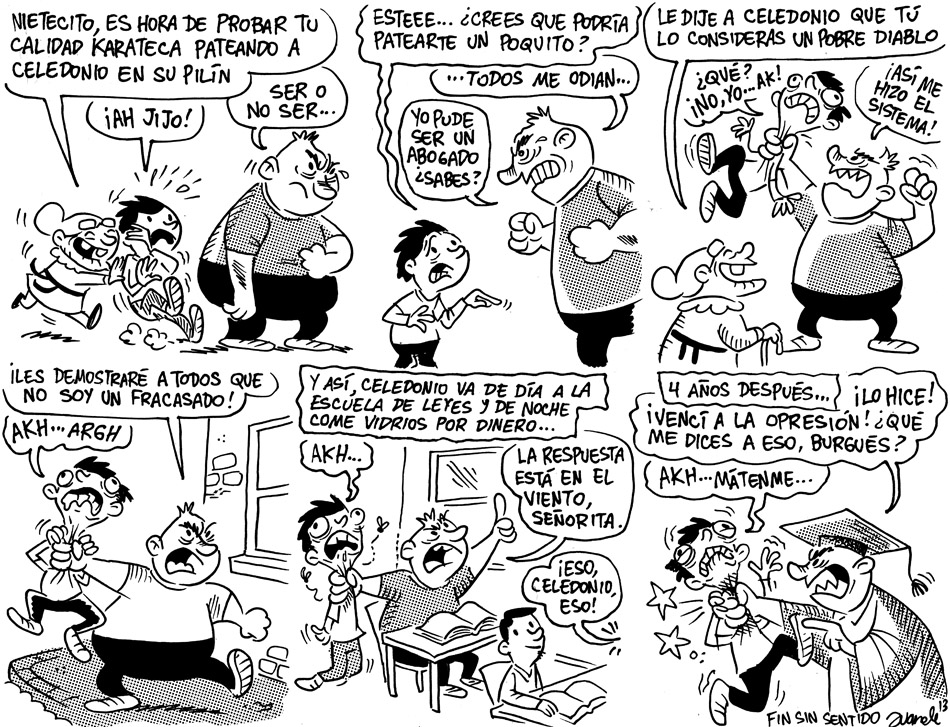 NIETECITO, ES HORA DE PROBAR TU
CALIDAD KARATECA PATEANDO A
CELEDONIO EN SU PILÍN
¡AH JIJO!
SER O
NO SER...
ESTEEE... ¿CREES QUE PODRÍA
PATEARTE UN POQUITO?
...TODOS ME ODIAN...
YO PUDE
SER UN
ABOGADO
¿SABES?
LE DIJE A CELEDONIO QUE TÚ
LO CONSIDERAS UN POBRE DIABLO
¿QUÉ?
¡NO, YO...AK!
¡ASÍ ME
HIZO EL
SISTEMA!
¡LES DEMOSTRARÉ A TODOS QUE
NO SOY UN FRACASADO!
AKH...ARGH
Y ASÍ, CELEDONIO VA DE DÍA A LA
ESCUELA DE LEYES Y DE NOCHE
COME VIDRIOS POR DINERO...
AKH...
LA RESPUESTA
ESTÁ EN EL
VIENTO,
SEÑORITA.
¡ESO,
CELEDONIO,
ESO!
4 AÑOS DESPUÉS...
¡LO HICE!
¡VENCÍ A LA OPRESIÓN! ¿QUÉ
ME DICES A ESO, BURGUÉS?
AKH... MÁTENME...
FIN SIN SENTIDO